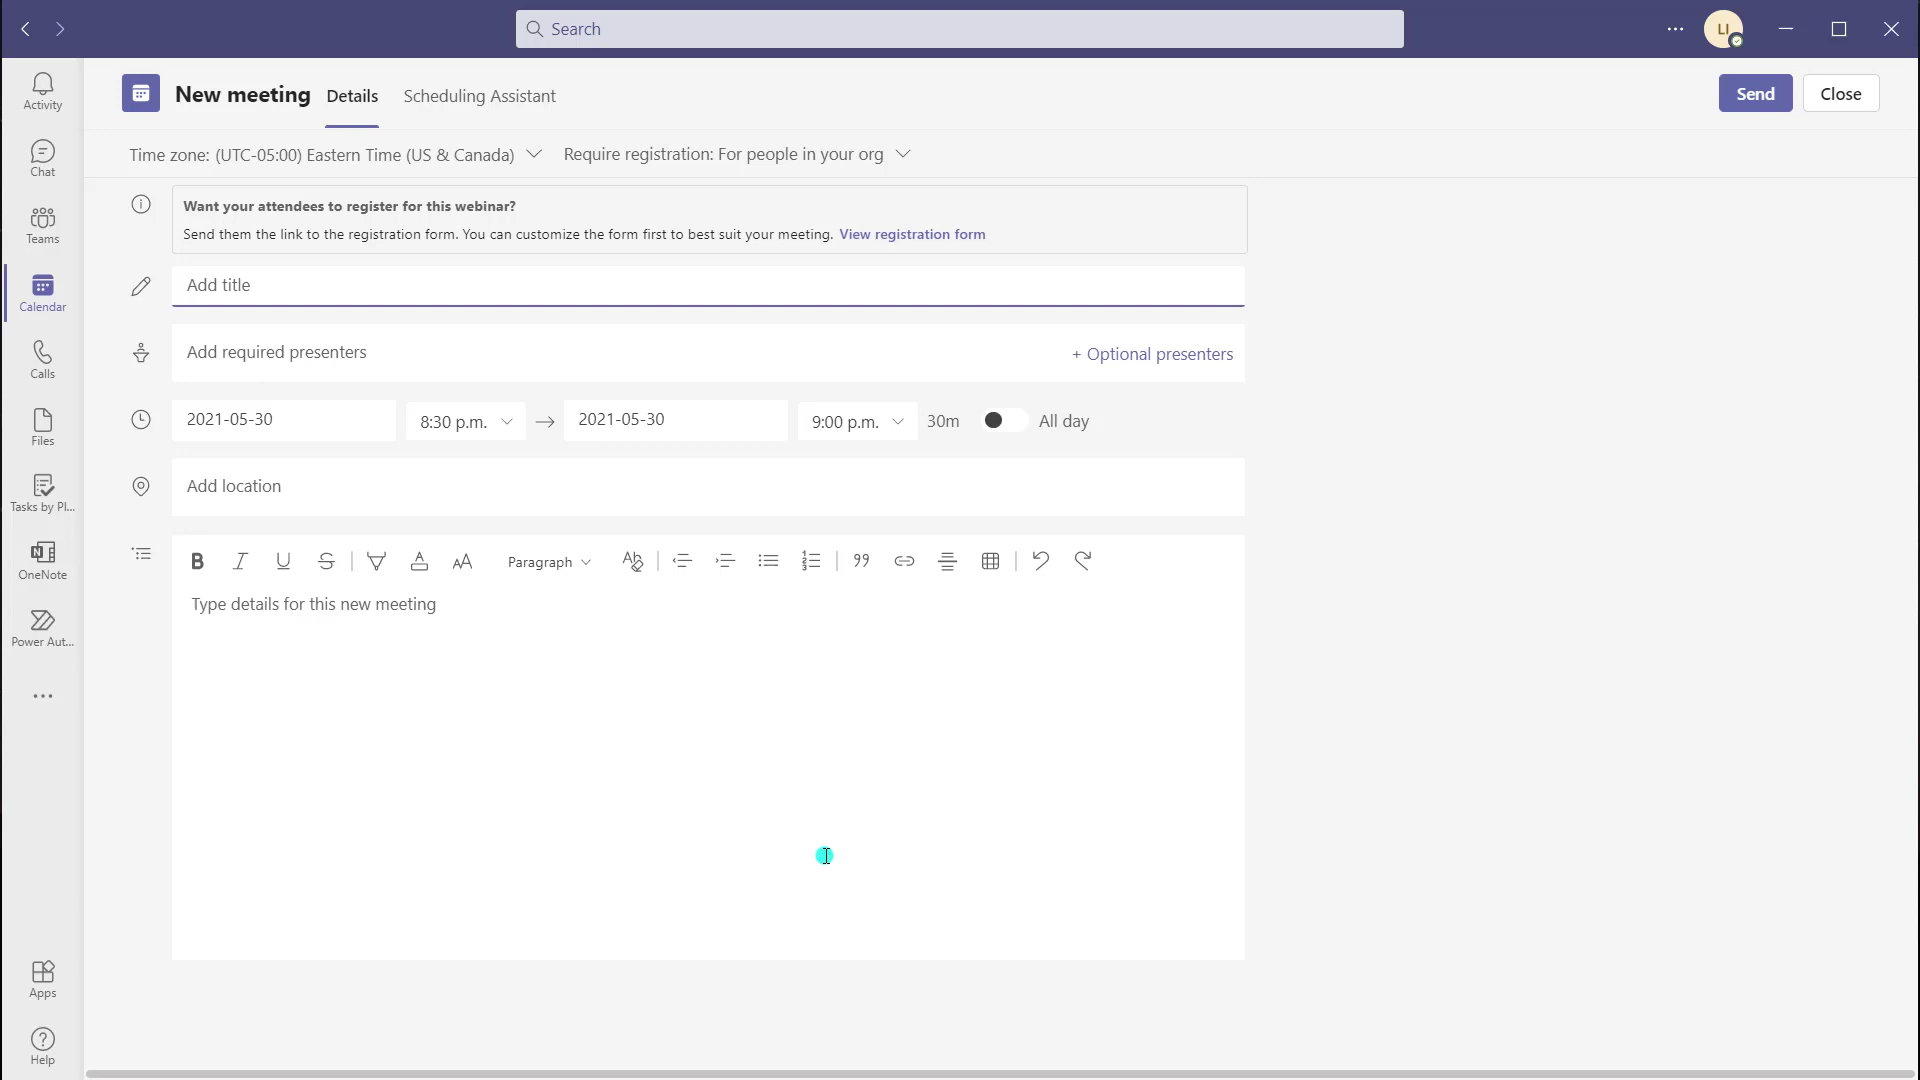 Search
LI
Activity
Chat
Teams
Calendar
Calls
Files
Tasks by Pl...
OneNote
Power Aut...
Apps
Help
New meeting Details Scheduling Assistant
Send Close
Time zone: (UTC-05:00) Eastern Time (US & Canada) Require registration: For people in your org
Want your attendees to register for this webinar?
Send them the link to the registration form. You can customize the form first to best suit your meeting. View registration form
Add title
Add required presenters + Optional presenters
2021-05-30 8:30 p.m. → 2021-05-30 9:00 p.m. 30m All day
Add location
Paragraph
Type details for this new meeting